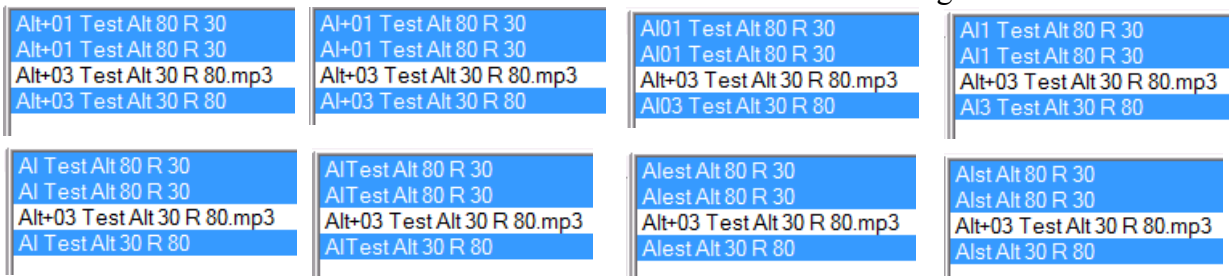 Alt+01 Test Alt 80 R 30
Alt+01 Test Alt 80 R 30
Alt+03 Test Alt 30 R 80.mp3
Alt+03 Test Alt 30 R 80
Al+01 Test Alt 80 R 30
Al+01 Test Alt 80 R 30
Alt+03 Test Alt 30 R 80.mp3
Al+03 Test Alt 30 R 80
Al01 Test Alt 80 R 30
Al01 Test Alt 80 R 30
Alt+03 Test Alt 30 R 80.mp3
Al03 Test Alt 30 R 80
Al1 Test Alt 80 R 30
Al1 Test Alt 80 R 30
Alt+03 Test Alt 30 R 80.mp3
Al3 Test Alt 30 R 80
Al Test Alt 80 R 30
Al Test Alt 80 R 30
Alt+03 Test Alt 30 R 80.mp3
Al Test Alt 30 R 80
AlTest Alt 80 R 30
AlTest Alt 80 R 30
Alt+03 Test Alt 30 R 80.mp3
AlTest Alt 30 R 80
Alest Alt 80 R 30
Alest Alt 80 R 30
Alt+03 Test Alt 30 R 80.mp3
Alest Alt 30 R 80
Alst Alt 80 R 30
Alst Alt 80 R 30
Alt+03 Test Alt 30 R 80.mp3
Alst Alt 30 R 80